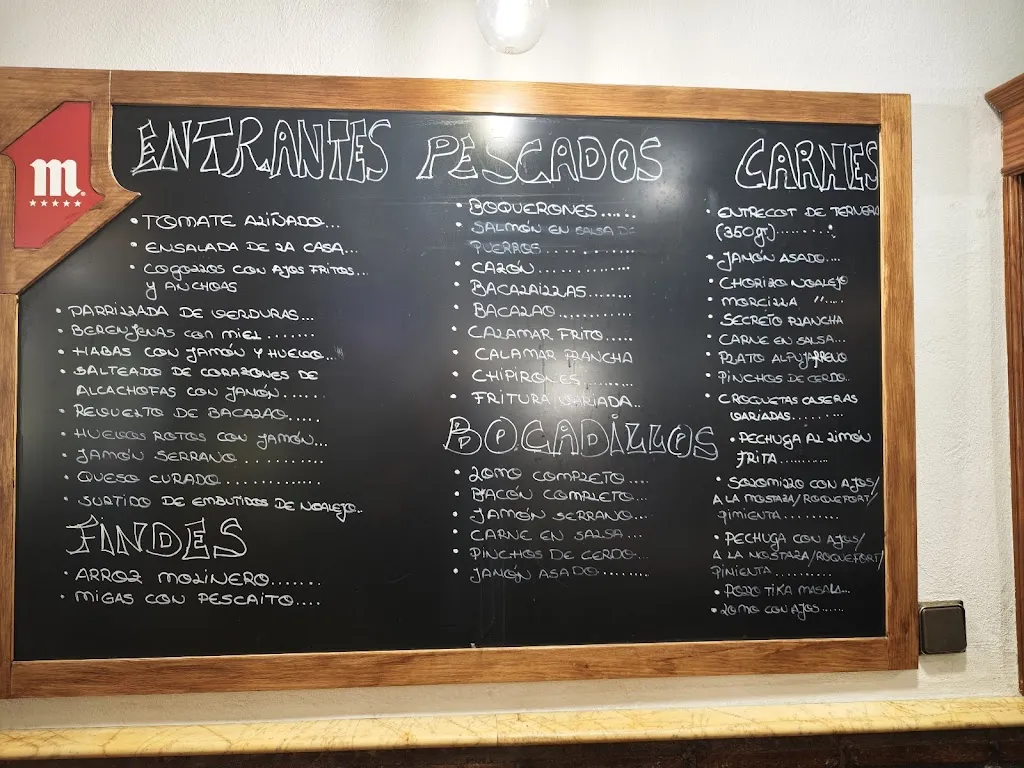 m.
ENTRANTES
• TOMATE ALIÑADO...
• ENSALADA DE LA CASA...
• COGOLLOS CON AJOS FRITOS...
Y ANCHOAS
• PARRILLADA DE VERDURAS...
• BERENJENAS CON MIEL......
• HABAS CON JAMÓN Y HUEVO...
• SALTEADO DE CORAZONES DE
ALCACHOFAS CON JAMÓN......
• REVUELTO DE BACALAO.....
• HUEVOS ROTOS CON JAMÓN...
• JAMÓN SERRANO..........
• QUESO CURADO............
• SURTIDO DE EMBUTIDOS DE NOALEJO..
FINDES
• ARROZ MOLINERO.......
• MIGAS CON PESCAITO....
PESCADOS
• BOQUERONES.....
• SALMÓN EN SALSA DE
PUERROS............
• CAZÓN.............
• BACALAILLAS.......
• BACALAO..........
• CALAMAR FRITO.....
• CALAMAR PLANCHA
• CHIPIRONES.......
• FRITURA VARIADA..
BOCADILLOS
• LOMO COMPLETO....
• BACÓN COMPLETO...
• JAMÓN SERRANO...
• CARNE EN SALSA...
• PINCHOS DE CERDO...
• JAMÓN ASADO........
CARNES
• ENTRECOT DE TERNERA
(350gr)........
• JAMÓN ASADO....
• CHORIZO NOALEJO
• MORCILLA "....
• SECRETO PLANCHA
• CARNE EN SALSA...
• PLATO ALPUJARREÑO
• PINCHOS DE CERDO..
• CROQUETAS CASERAS
VARIADAS........
• PECHUGA AL LIMÓN
FRITA..........
• SOLOMILLO CON AJOS/
A LA MOSTAZA/ROQUEFORT/
PIMIENTA.........
• PECHUGA CON AJOS/
A LA MOSTAZA/ROQUEFORT/
PIMIENTA..........
• POLLO TIKA MASALA...
• LOMO CON AJOS.....